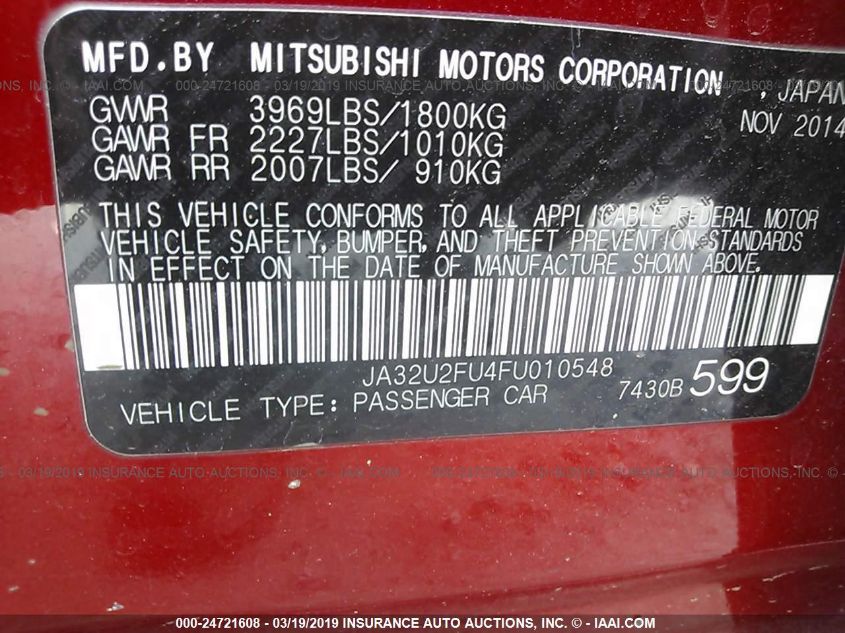 MFD.BY MITSUBISHI MOTORS CORPORATION, JAPAN
NOV 2014
GVWR 3969LBS/1800KG
GAWR FR 2227LBS/1010KG
GAWR RR 2007LBS/ 910KG
THIS VEHICLE CONFORMS TO ALL APPLICABLE FEDERAL MOTOR
VEHICLE SAFETY, BUMPER, AND THEFT PREVENTION STANDARDS
IN EFFECT ON THE DATE OF MANUFACTURE SHOWN ABOVE.
JA32U2FU4FU010548
VEHICLE TYPE: PASSENGER CAR 7430B 599
000-24721608 - 03/19/2019 INSURANCE AUTO AUCTIONS - © IAAI.COM